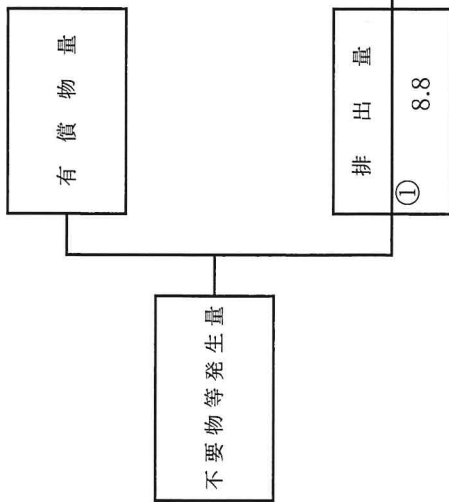 不要物等発生量
有償物量
排出量
①
8.8